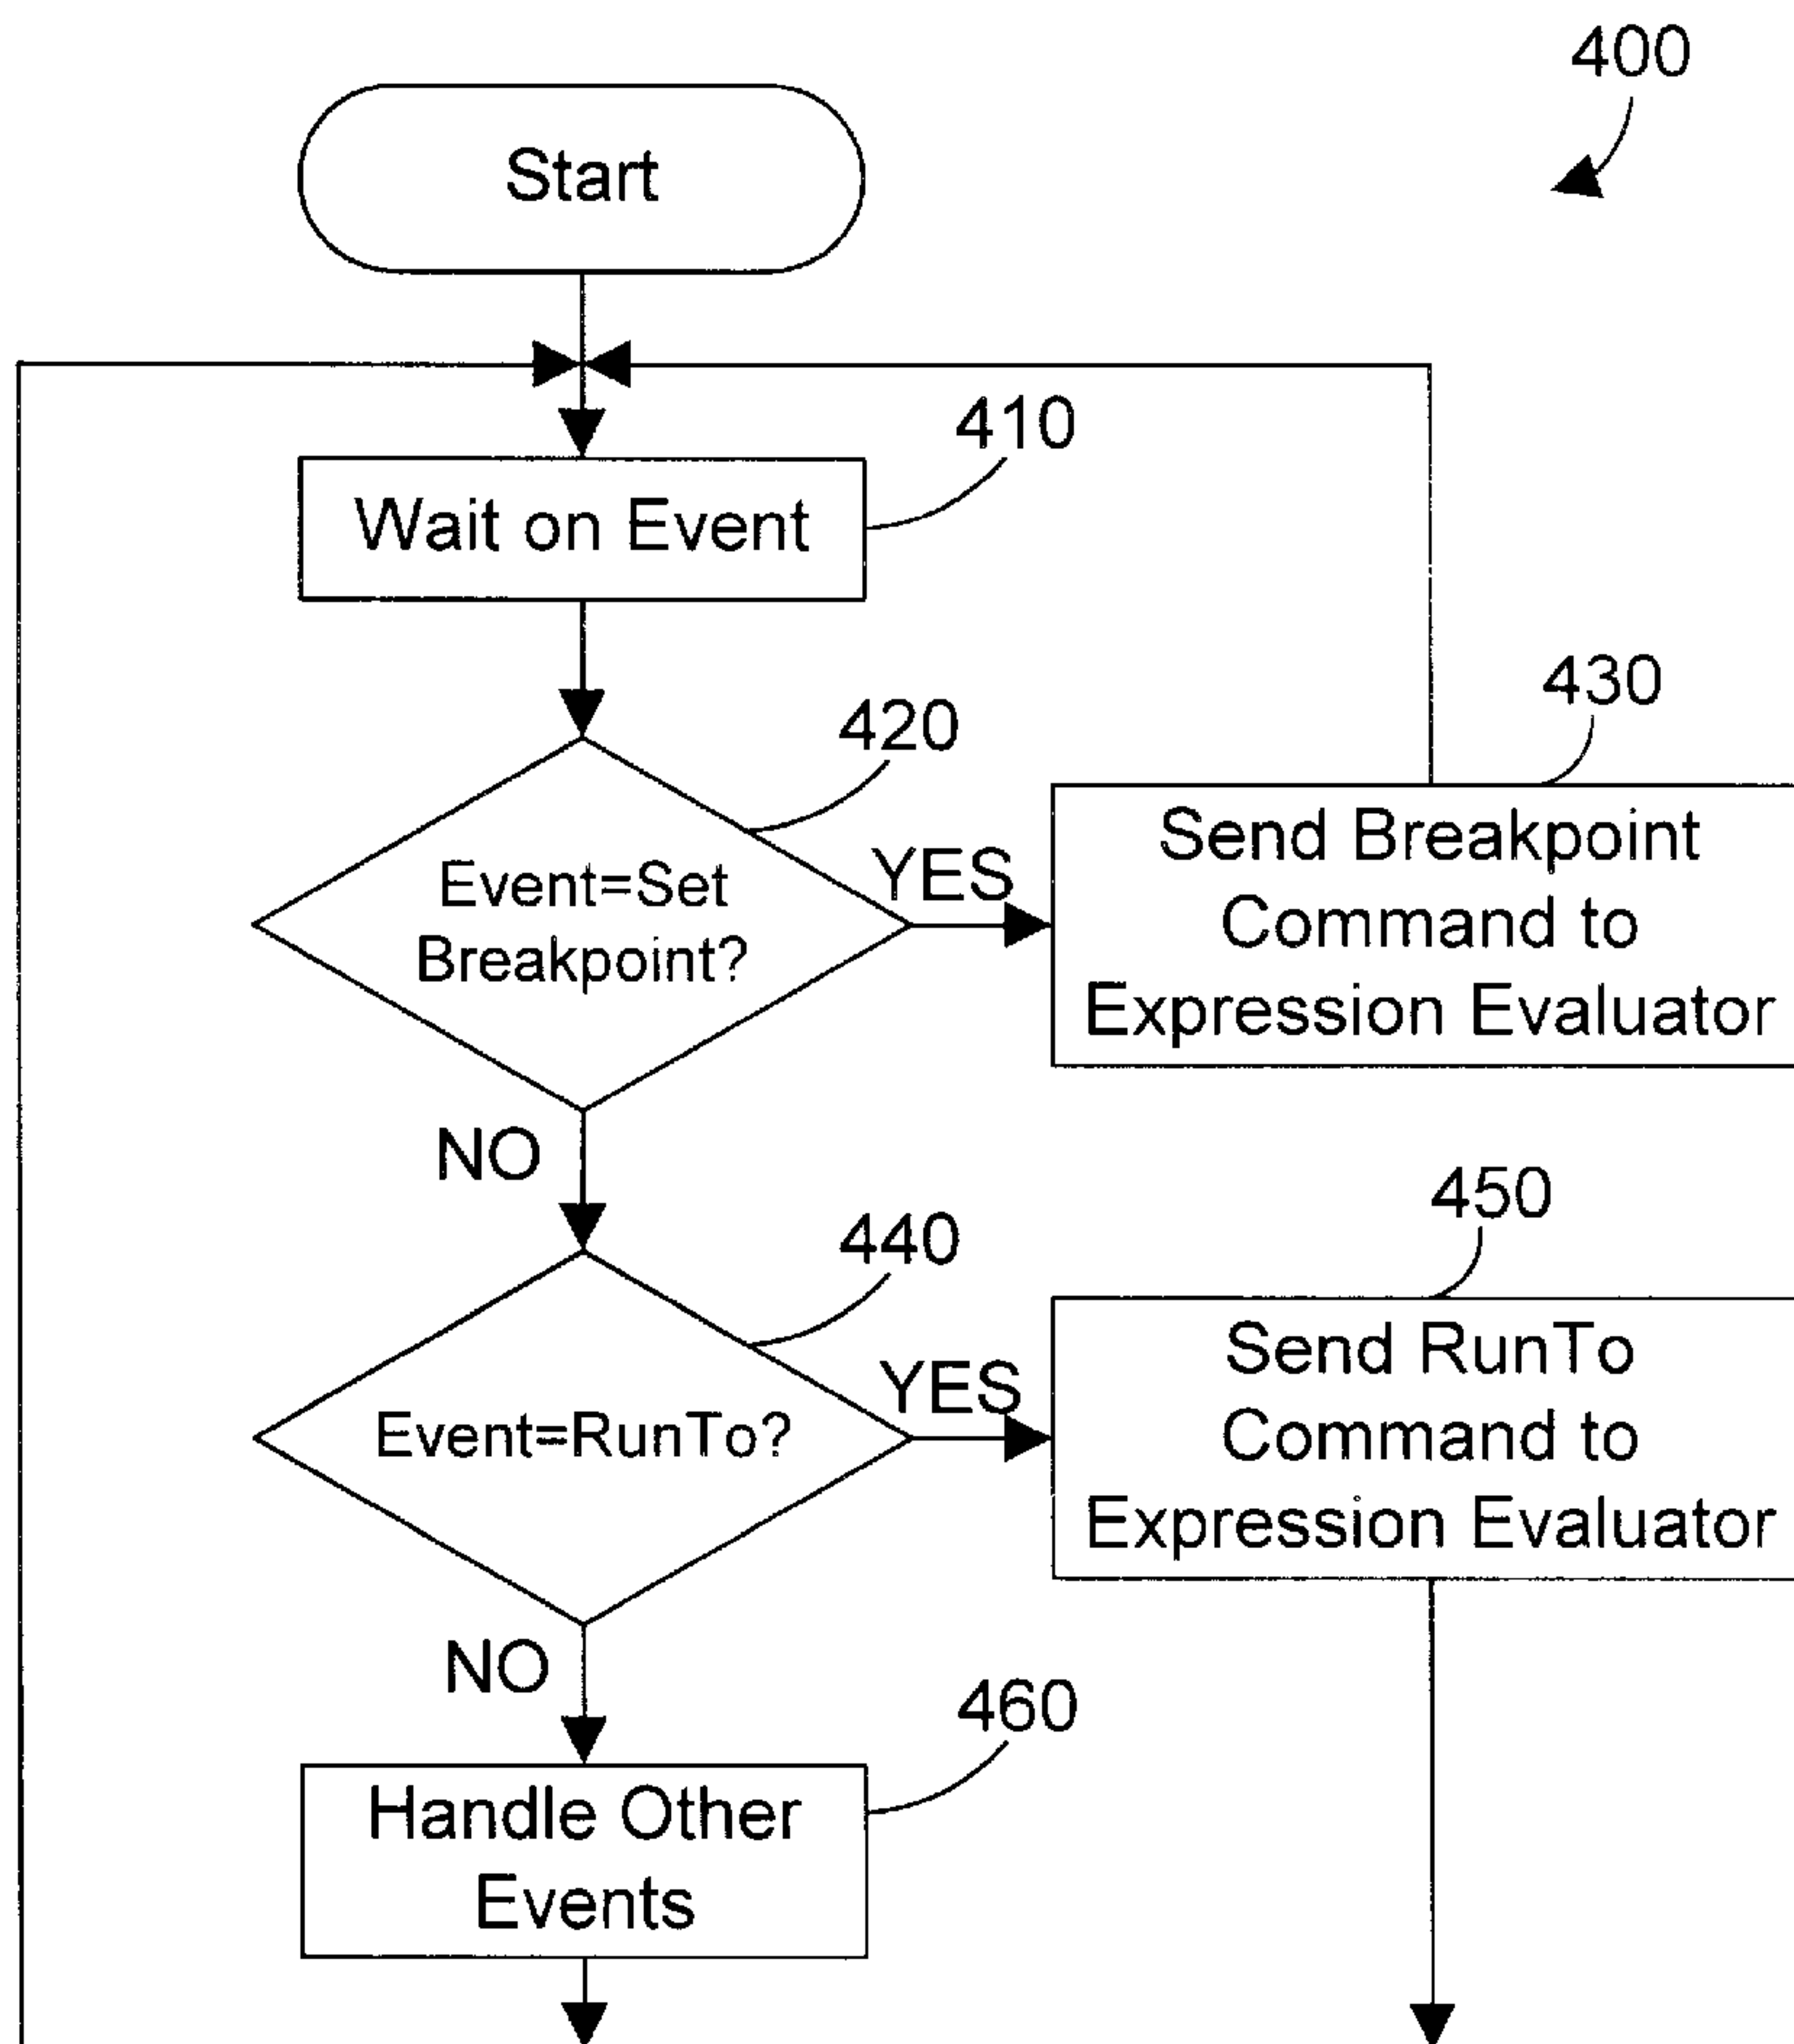 400
Start
410
Wait on Event
420
430
Event=Set
Breakpoint?
YES
Send Breakpoint
Command to
Expression Evaluator
NO
440
450
Event=RunTo?
YES
Send RunTo
Command to
Expression Evaluator
NO
460
Handle Other
Events